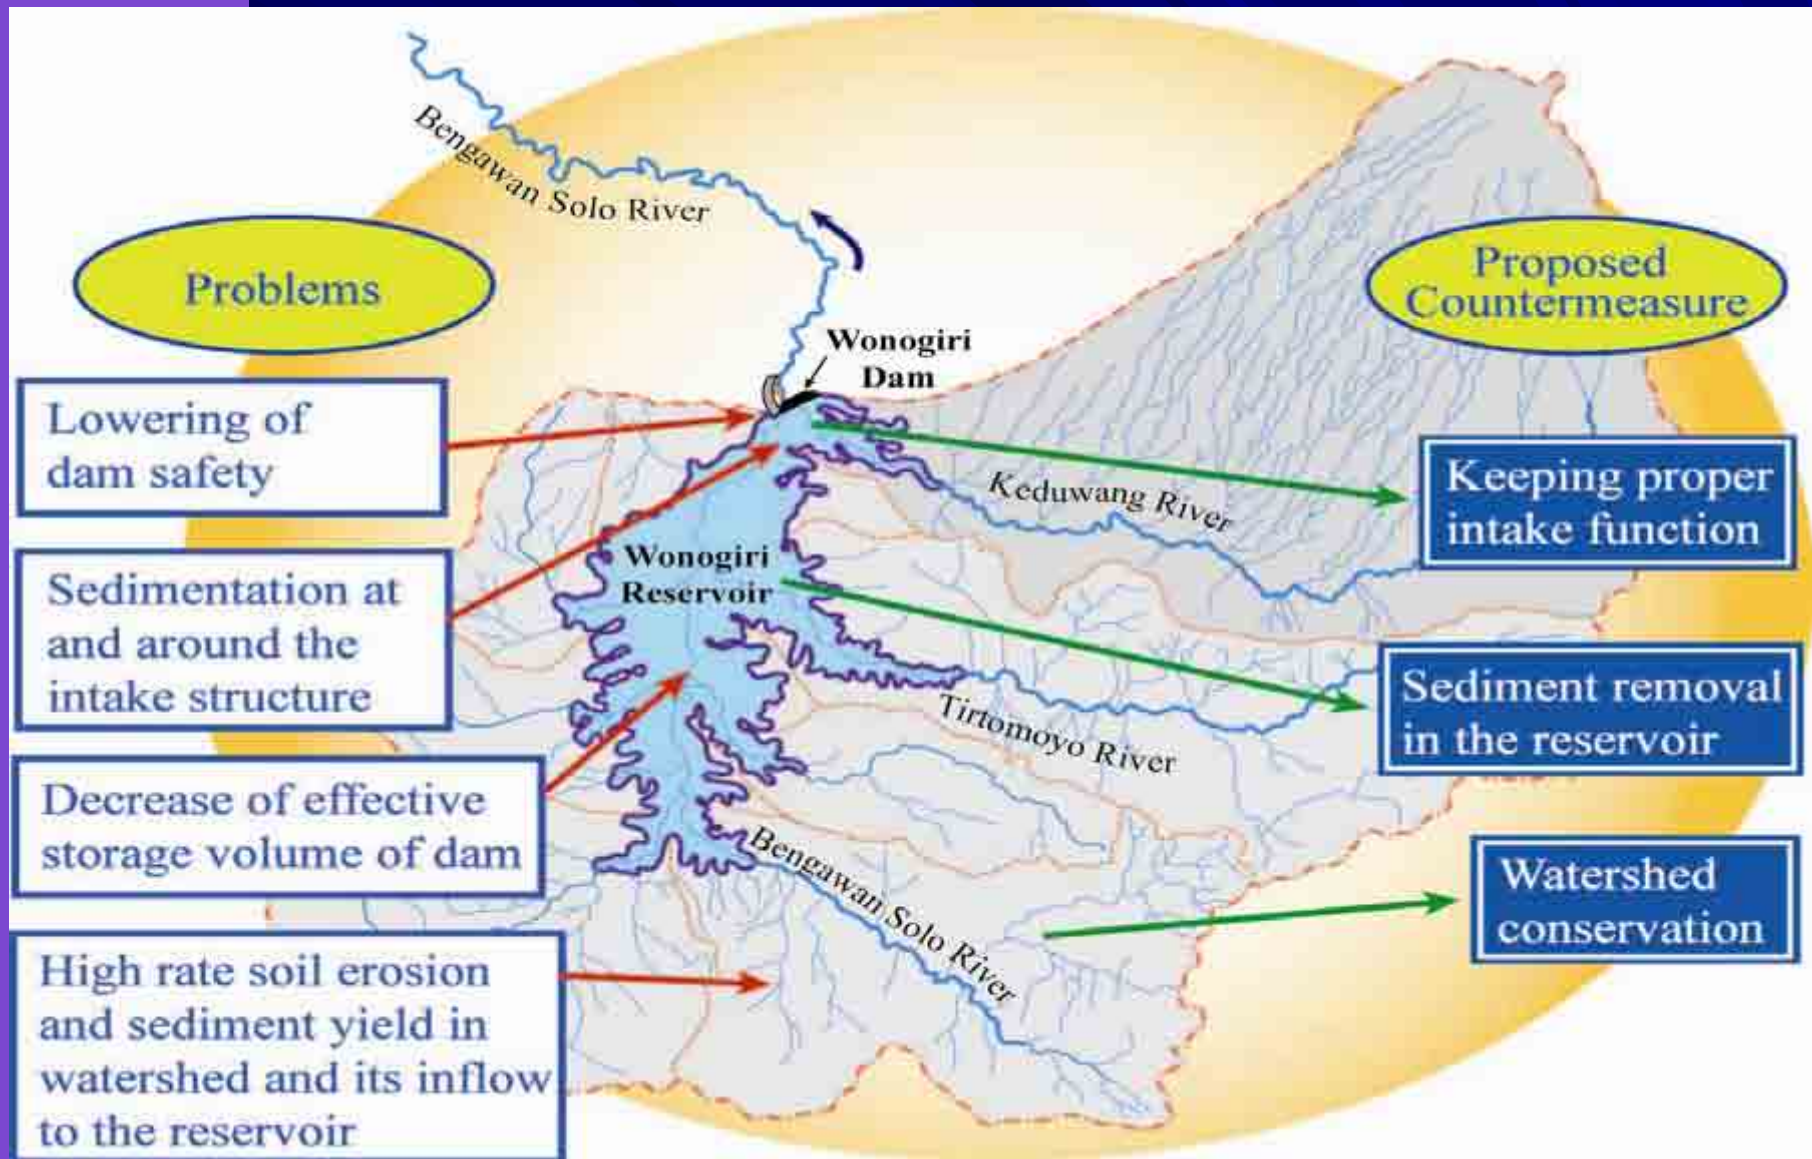 Bengawan Solo River
Problems
Proposed
Countermeasure
Wonogiri
Dam
Lowering of
dam safety
Keduwang River
Keeping proper
intake function
Sedimentation at
and around the
intake structure
Wonogiri
Reservoir
Sediment removal
in the reservoir
Tirtomoyo River
Decrease of effective
storage volume of dam
Bengawan Solo River
Watershed
conservation
High rate soil erosion
and sediment yield in
watershed and its inflow
to the reservoir